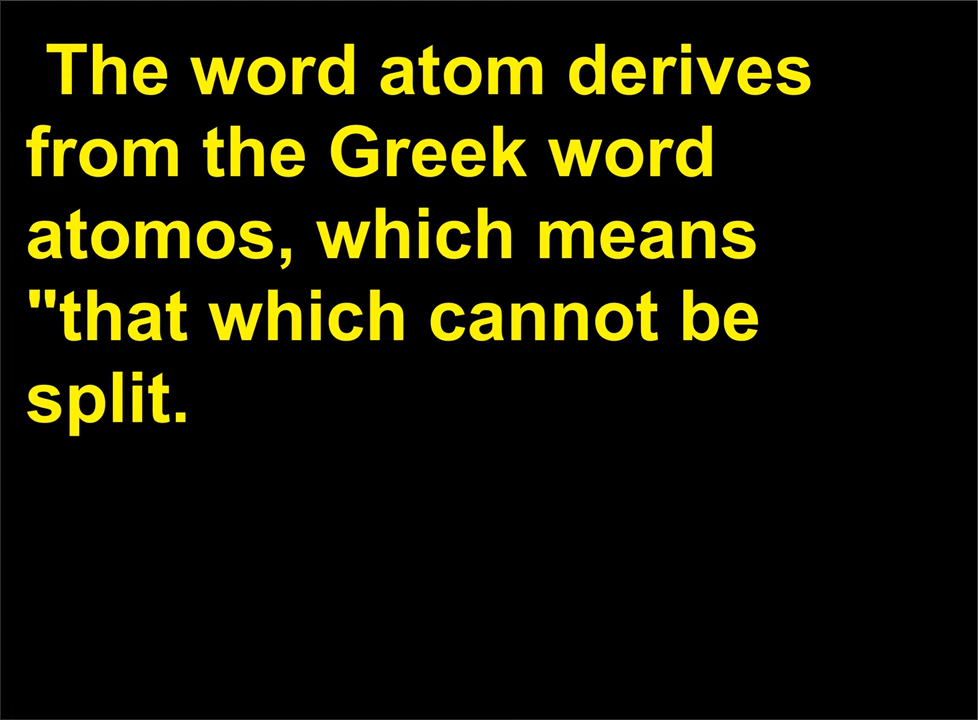 The word atom derives
from the Greek word
atomos, which means
"that which cannot be
split.